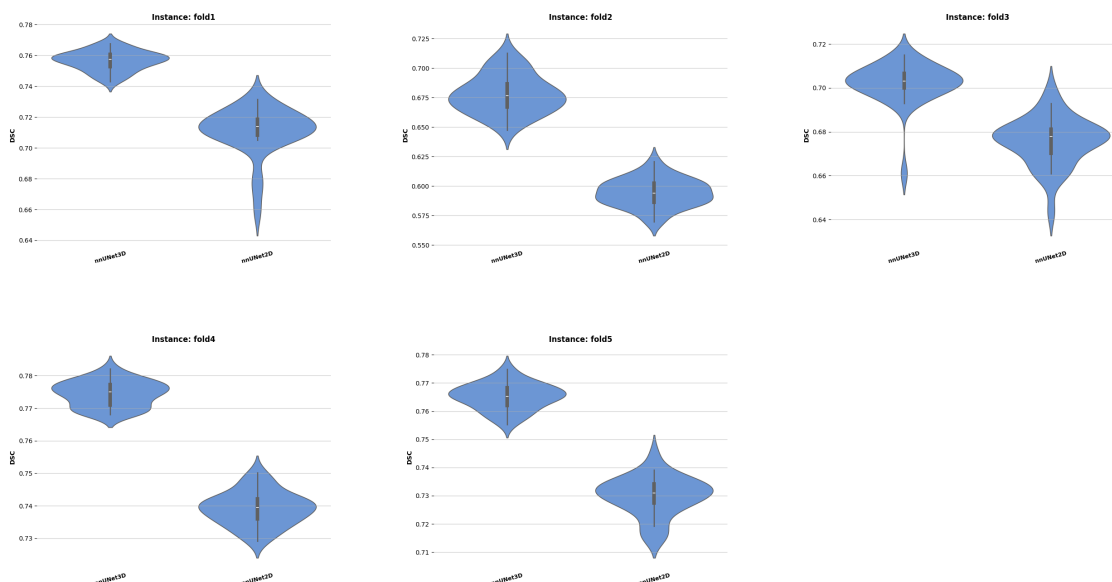 Instance: fold1
0.78
0.76
0.74
0.72
0.70
0.68
0.66
0.64
DSC
nnUNet3D
nnUNet2D
Instance: fold2
0.725
0.700
0.675
0.650
0.625
0.600
0.575
0.550
DSC
nnUNet3D
nnUNet2D
Instance: fold3
0.72
0.70
0.68
0.66
0.64
DSC
nnUNet3D
nnUNet2D
Instance: fold4
0.78
0.77
0.76
0.75
0.74
0.73
DSC
nnUNet3D
nnUNet2D
Instance: fold5
0.78
0.77
0.76
0.75
0.74
0.73
0.72
0.71
DSC
nnUNet3D
nnUNet2D